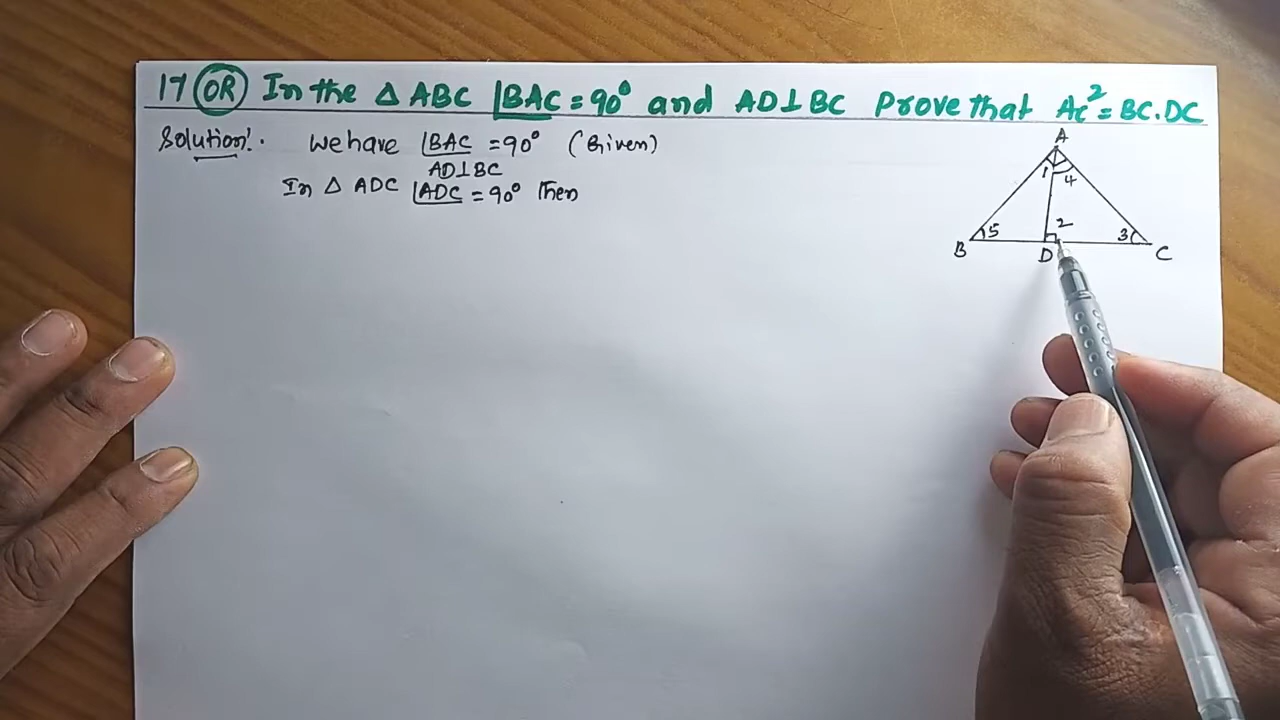 17 OR In the △ ABC ∠BAC = 90° and AD⊥BC Prove that AC² = BC.DC
Solution:. We have ∠BAC = 90° (Given)
AD⊥BC
In △ ADC ∠ADC = 90° then
A
1 4
2
5 3
B D C